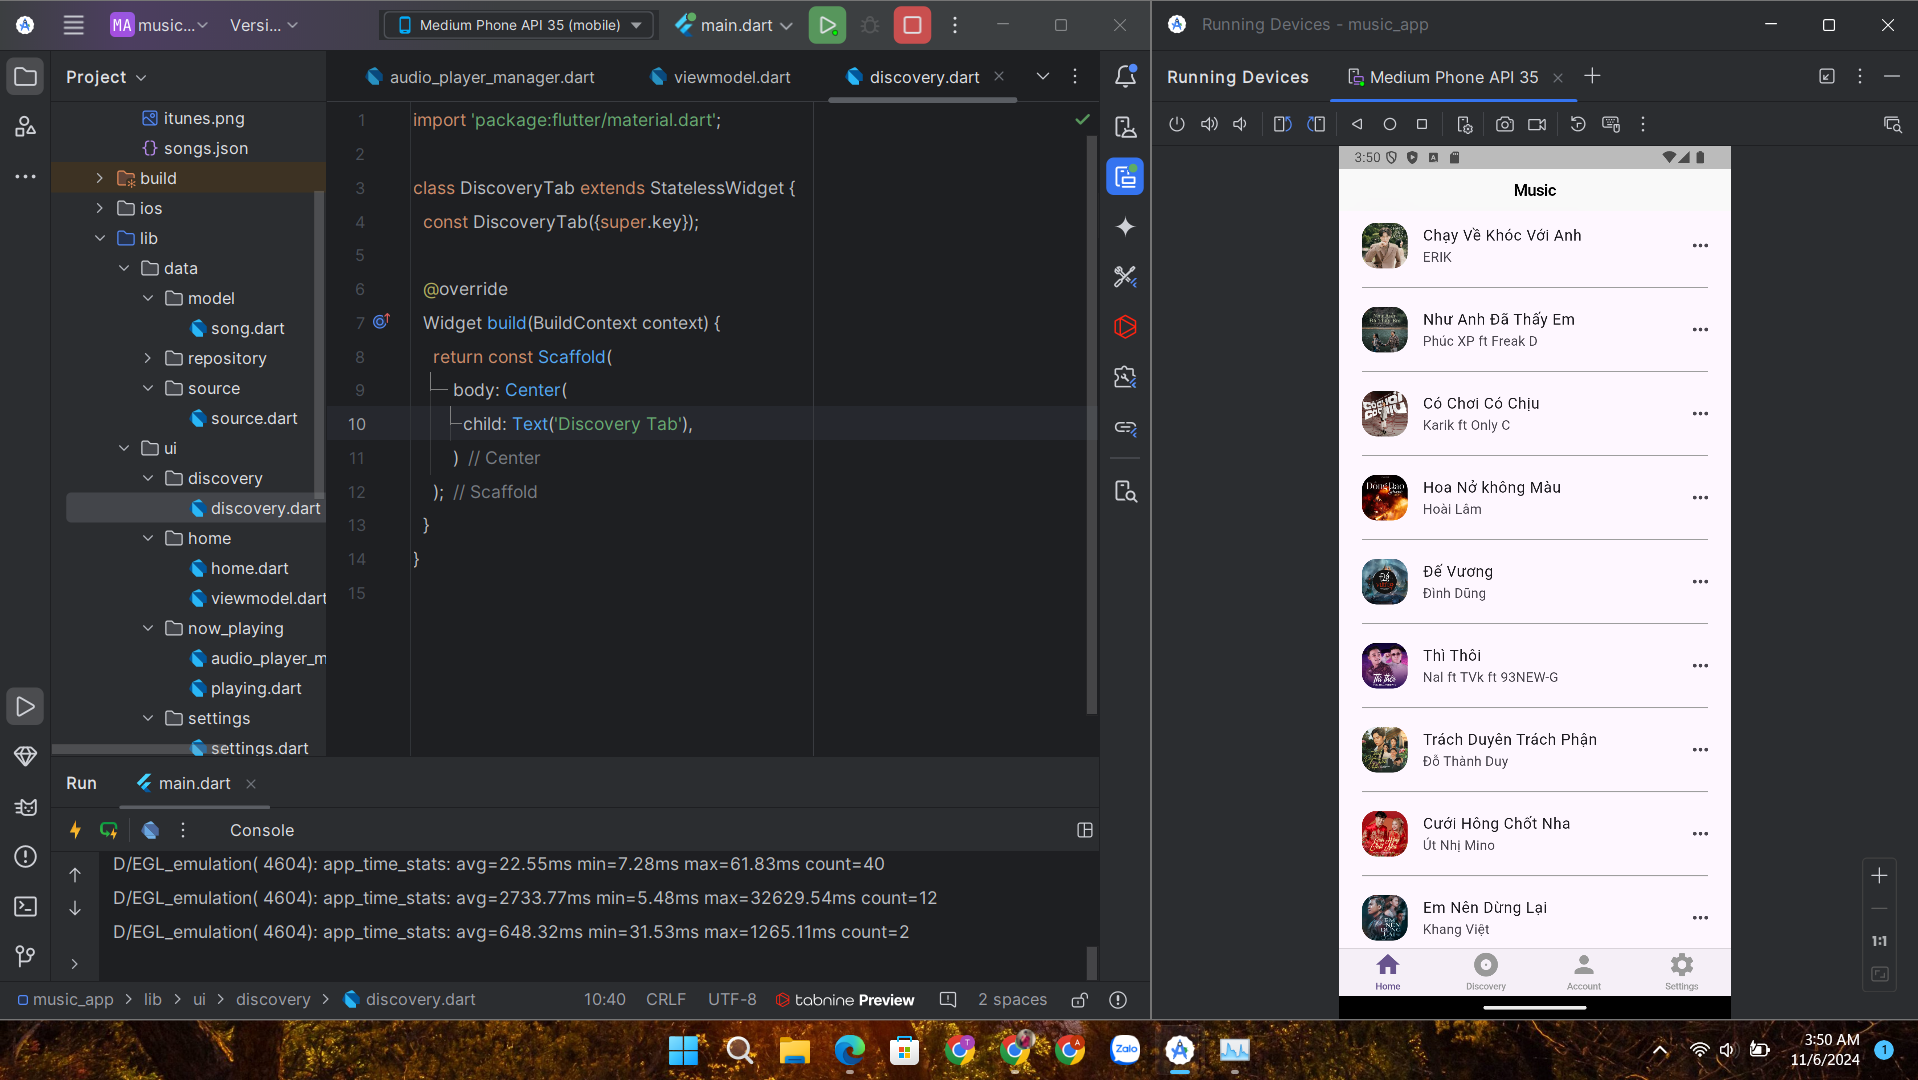 MA music...
Versi...
Medium Phone API 35 (mobile)
main.dart
Project
audio_player_manager.dart
viewmodel.dart
discovery.dart
itunes.png
songs.json
build
ios
lib
data
model
song.dart
repository
source
source.dart
ui
discovery
discovery.dart
home
home.dart
viewmodel.dart
now_playing
audio_player_m
playing.dart
settings
settings.dart
1 import 'package:flutter/material.dart';
2
3 class DiscoveryTab extends StatelessWidget {
4 const DiscoveryTab({super.key});
5
6 @override
7 Widget build(BuildContext context) {
8 return const Scaffold(
9 body: Center(
10 child: Text('Discovery Tab'),
11 ) // Center
12 ); // Scaffold
13 }
14 }
15
Run
main.dart
Console
D/EGL_emulation( 4604): app_time_stats: avg=22.55ms min=7.28ms max=61.83ms count=40
D/EGL_emulation( 4604): app_time_stats: avg=2733.77ms min=5.48ms max=32629.54ms count=12
D/EGL_emulation( 4604): app_time_stats: avg=648.32ms min=31.53ms max=1265.11ms count=2
music_app > lib > ui > discovery > discovery.dart
10:40 CRLF UTF-8 tabnine Preview 2 spaces
Running Devices - music_app
Running Devices
Medium Phone API 35
3:50
Music
Chạy Về Khóc Với Anh
ERIK
Như Anh Đã Thấy Em
Phúc XP ft Freak D
Có Chơi Có Chịu
Karik ft Only C
Hoa Nở không Màu
Hoài Lâm
Đế Vương
Đình Dũng
Thì Thôi
Nal ft TVk ft 93NEW-G
Trách Duyên Trách Phận
Đỗ Thành Duy
Cưới Hông Chốt Nha
Út Nhị Mino
Em Nên Dừng Lại
Khang Việt
Home
Discovery
Account
Settings
1:1
Zalo
3:50 AM
11/6/2024
1